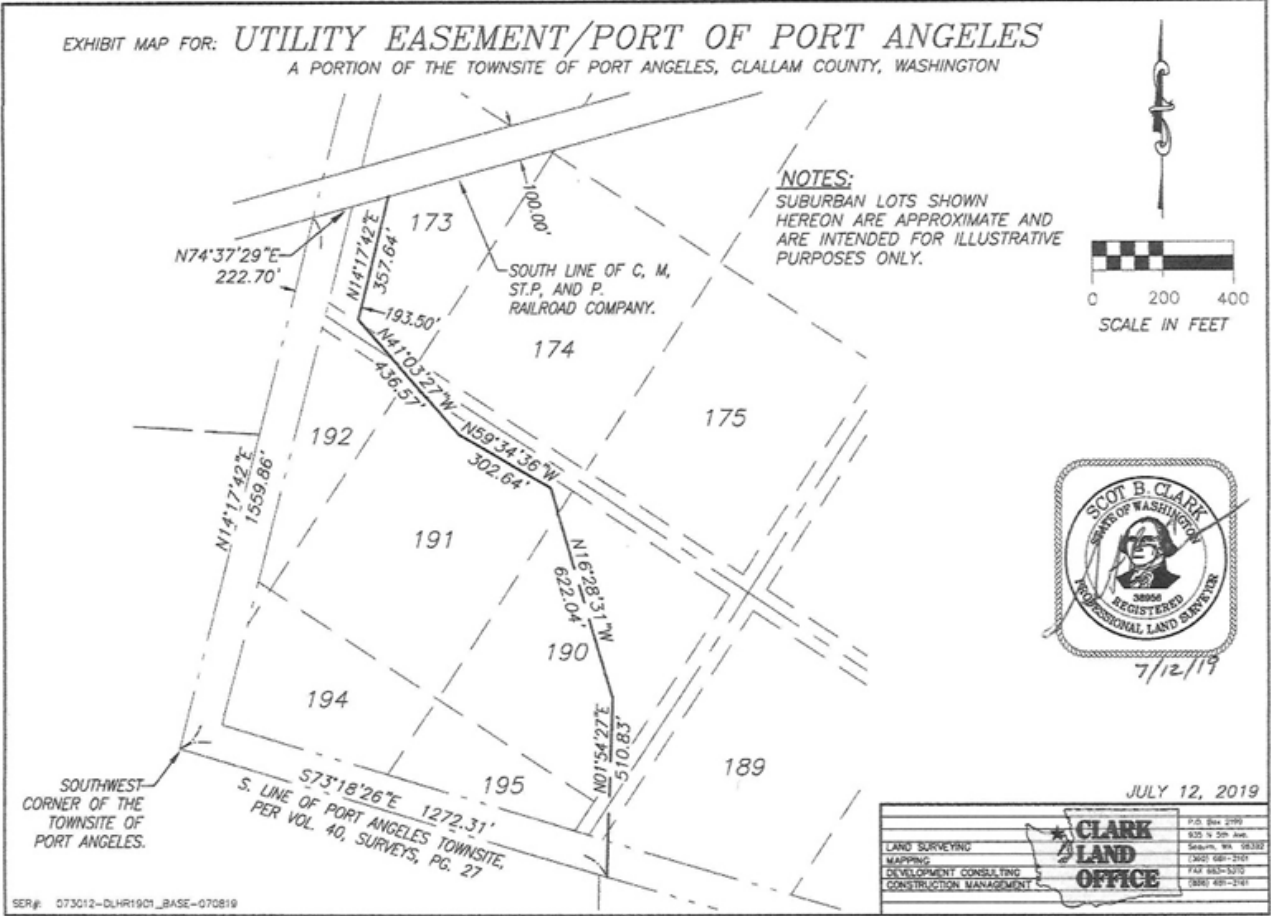 EXHIBIT MAP FOR: UTILITY EASEMENT/PORT OF PORT ANGELES
A PORTION OF THE TOWNSITE OF PORT ANGELES, CLALLAM COUNTY, WASHINGTON
NOTES:
SUBURBAN LOTS SHOWN
HEREON ARE APPROXIMATE AND
ARE INTENDED FOR ILLUSTRATIVE
PURPOSES ONLY.
0 200 400
SCALE IN FEET
173
100.00'
N74°37'29"E
222.70'
N14°17'42"E
357.64'
SOUTH LINE OF C, M,
ST.P, AND P.
RAILROAD COMPANY.
193.50'
N41°03'27"W
436.57'
174
175
192
N59°34'36"W
302.64'
N14°17'42"E
1559.86'
191
N16°28'31"W
622.04'
190
194
N01°54'27"E
510.83'
195
189
S73°18'26"E 1272.31'
S. LINE OF PORT ANGELES TOWNSITE,
PER VOL. 40, SURVEYS, PG. 27
SOUTHWEST
CORNER OF THE
TOWNSITE OF
PORT ANGELES.
SCOT B. CLARK
STATE OF WASHINGTON
38956
REGISTERED
PROFESSIONAL LAND SURVEYOR
7/12/19
JULY 12, 2019
LAND SURVEYING
MAPPING
DEVELOPMENT CONSULTING
CONSTRUCTION MANAGEMENT
CLARK
LAND
OFFICE
P.O. Box 2199
935 N 5th Ave.
Sequim, WA 98382
(360) 681-2161
SER#: 073012-DLHR1901_BASE-070819